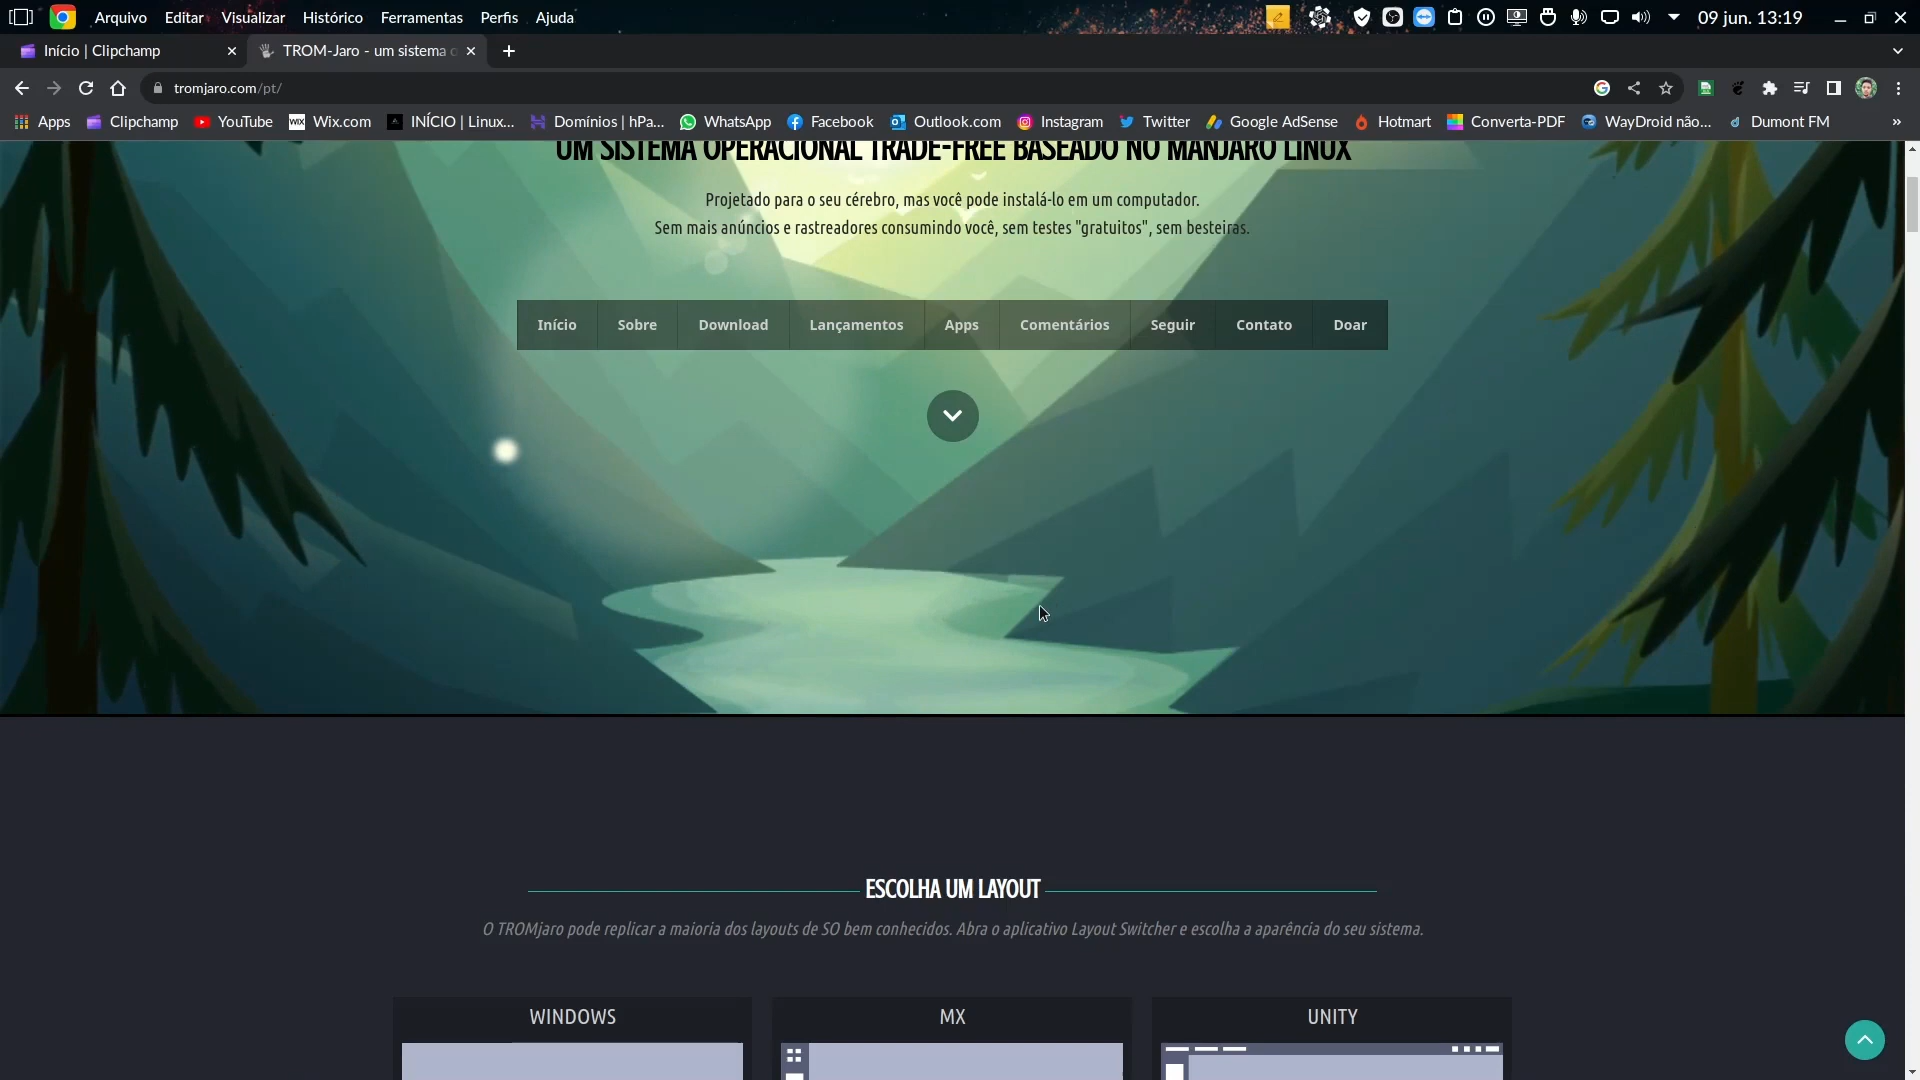 Arquivo Editar Visualizar Histórico Ferramentas Perfis Ajuda 09 jun. 13:19
Início | Clipchamp TROM-Jaro - um sistema
tromjaro.com/pt/
Apps Clipchamp YouTube WIX Wix.com INÍCIO | Linux... Domínios | hPa... WhatsApp Facebook Outlook.com Instagram Twitter Google AdSense Hotmart Converta-PDF WayDroid não... Dumont FM »
UM SISTEMA OPERACIONAL TRADE-FREE BASEADO NO MANJARO LINUX
Projetado para o seu cérebro, mas você pode instalá-lo em um computador.
Sem mais anúncios e rastreadores consumindo você, sem testes "gratuitos", sem besteiras.
Início Sobre Download Lançamentos Apps Comentários Seguir Contato Doar
ESCOLHA UM LAYOUT
O TROMjaro pode replicar a maioria dos layouts de SO bem conhecidos. Abra o aplicativo Layout Switcher e escolha a aparência do seu sistema.
WINDOWS MX UNITY